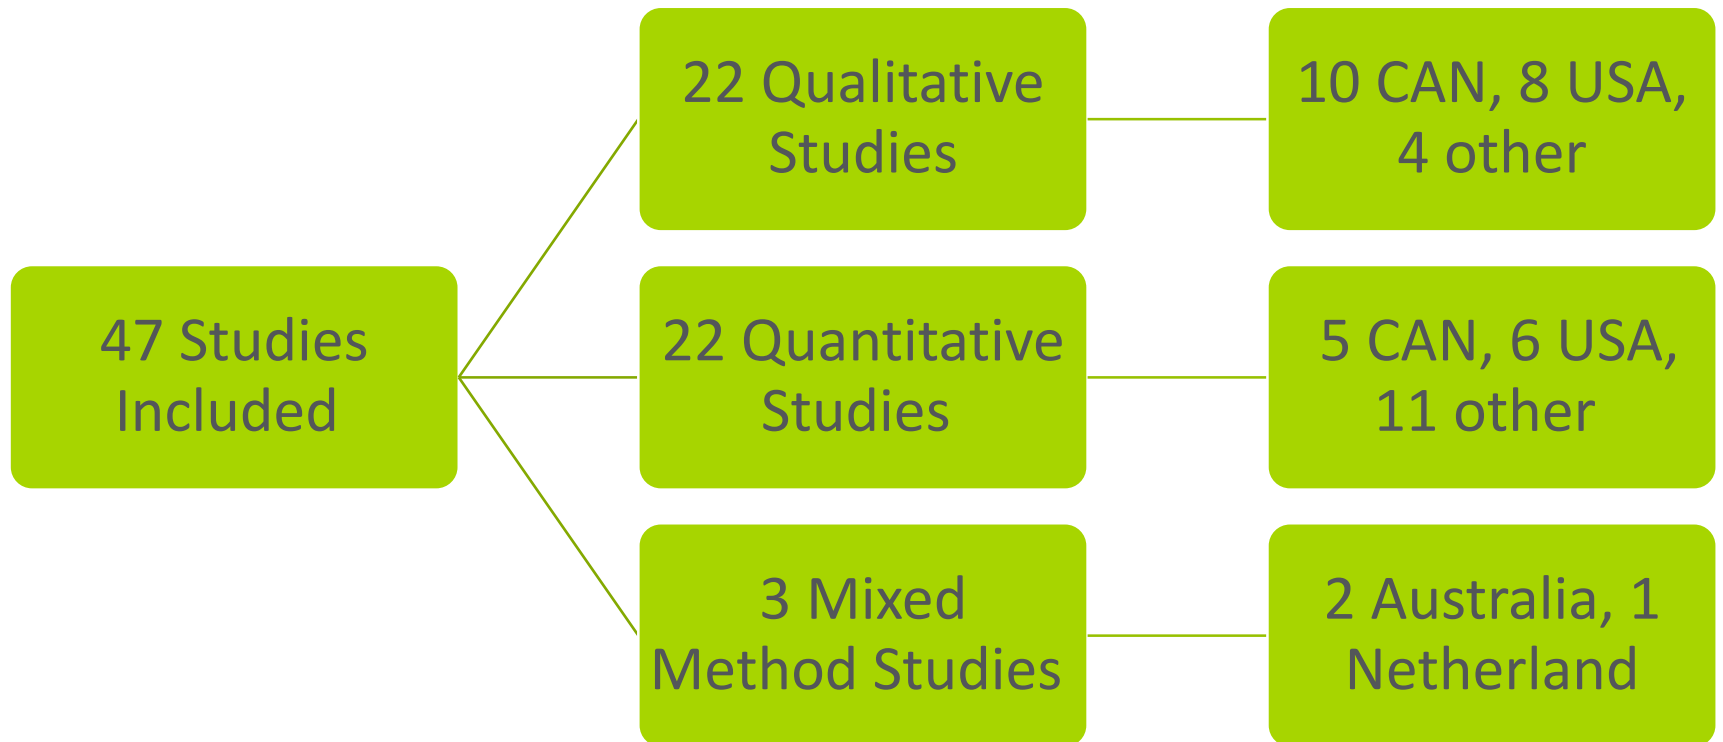 47 Studies
Included
22 Qualitative
Studies
10 CAN, 8 USA,
4 other
22 Quantitative
Studies
5 CAN, 6 USA,
11 other
3 Mixed
Method Studies
2 Australia, 1
Netherland